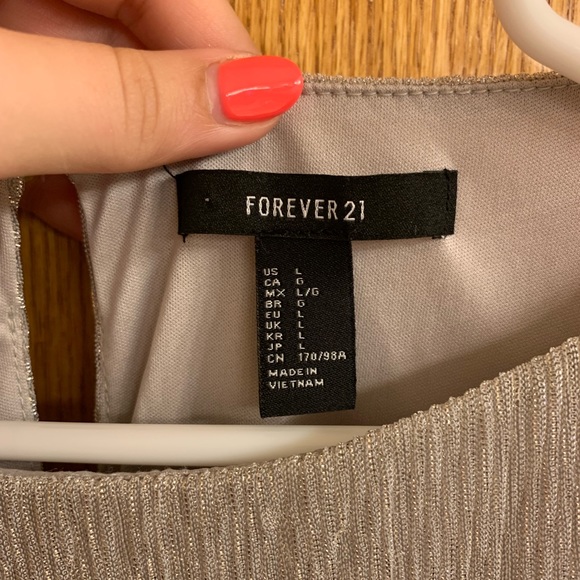 FOREVER 21
US L
CA G
MX L/G
BR G
EU L
UK L
KR L
JP L
CN 170/98A
MADE IN
VIETNAM